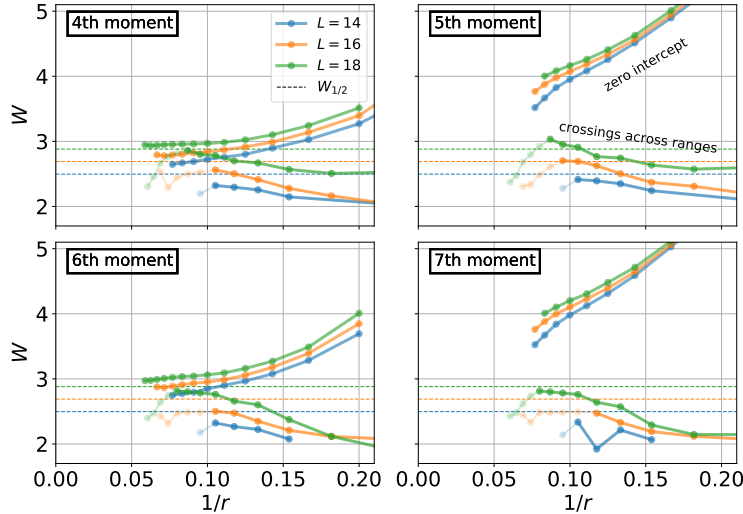 4th moment
L = 14
L = 16
L = 18
W1/2
5th moment
zero intercept
crossings across ranges
5
4
3
2
W
6th moment
7th moment
5
4
3
2
W
0.00 0.05 0.10 0.15 0.20
0.00 0.05 0.10 0.15 0.20
1/r
1/r